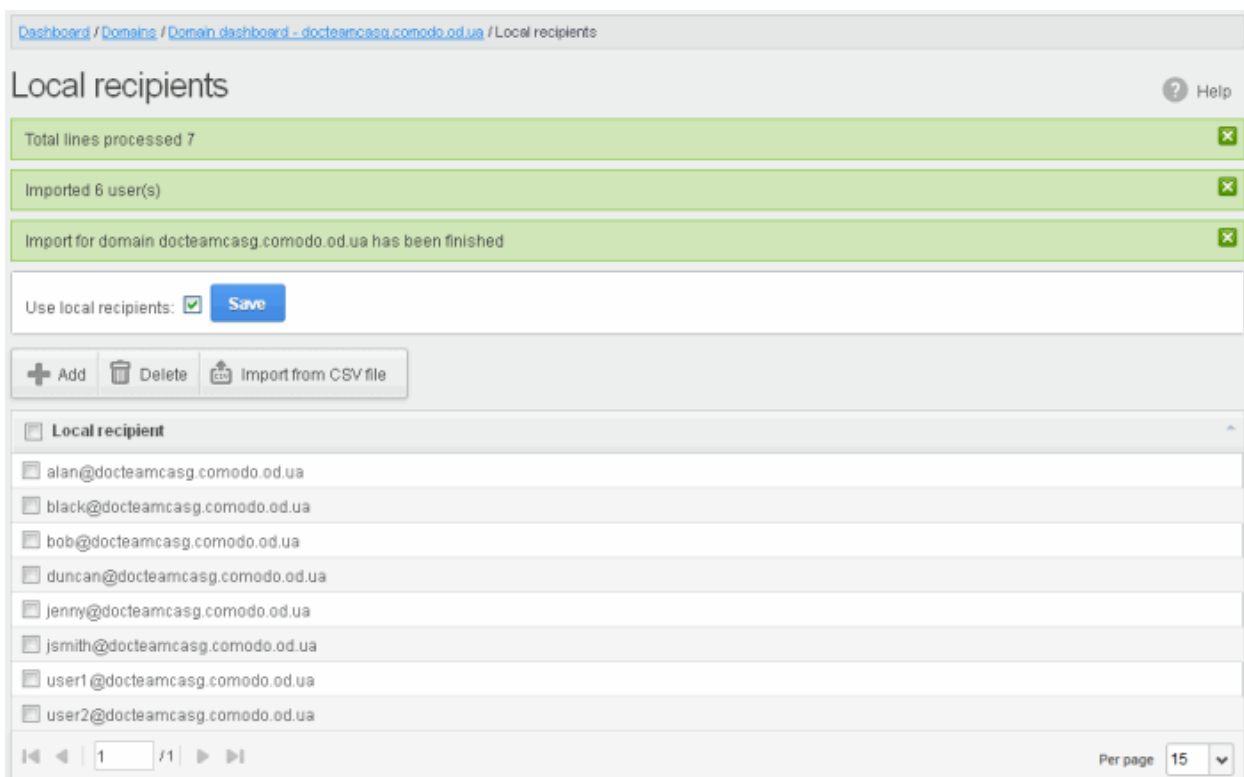 Dashboard / Domains / Domain dashboard - docteamcasg.comodo.od.ua / Local recipients
Local recipients
Help
Total lines processed 7
Imported 6 user(s)
Import for domain docteamcasg.comodo.od.ua has been finished
Use local recipients: Save
Add Delete Import from CSV file
Local recipient
alan@docteamcasg.comodo.od.ua
black@docteamcasg.comodo.od.ua
bob@docteamcasg.comodo.od.ua
duncan@docteamcasg.comodo.od.ua
jenny@docteamcasg.comodo.od.ua
jsmith@docteamcasg.comodo.od.ua
user1@docteamcasg.comodo.od.ua
user2@docteamcasg.comodo.od.ua
1 /1 Per page 15